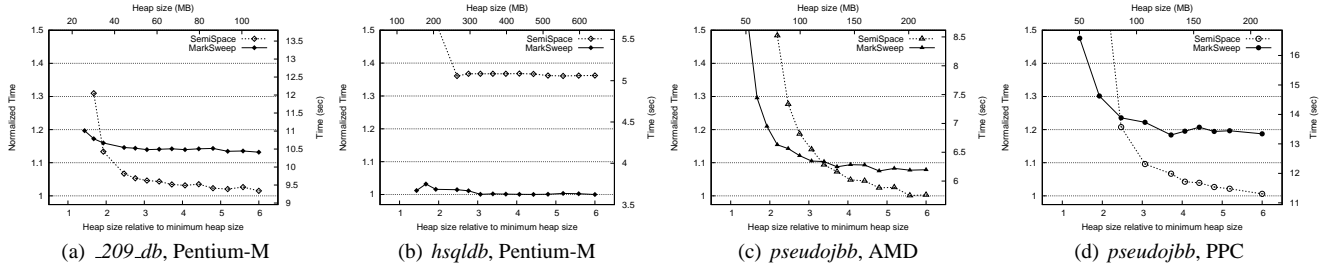 Heap size (MB)
20 40 60 80 100
1.5
1.4
1.3
1.2
1.1
1
Normalized Time
SemiSpace
MarkSweep
13.5
13
12.5
12
11.5
11
10.5
10
9.5
9
Time (sec)
1 2 3 4 5 6
Heap size relative to minimum heap size
(a) _209_db, Pentium-M
Heap size (MB)
100 200 300 400 500 600
1.5
1.4
1.3
1.2
1.1
1
Normalized Time
SemiSpace
MarkSweep
5.5
5
4.5
4
3.5
Time (sec)
1 2 3 4 5 6
Heap size relative to minimum heap size
(b) hsqldb, Pentium-M
Heap size (MB)
50 100 150 200
1.5
1.4
1.3
1.2
1.1
1
Normalized Time
SemiSpace
MarkSweep
8.5
8
7.5
7
6.5
6
Time (sec)
1 2 3 4 5 6
Heap size relative to minimum heap size
(c) pseudojbb, AMD
Heap size (MB)
50 100 150 200
1.5
1.4
1.3
1.2
1.1
1
Normalized Time
SemiSpace
MarkSweep
16
15
14
13
12
11
Time (sec)
1 2 3 4 5 6
Heap size relative to minimum heap size
(d) pseudojbb, PPC